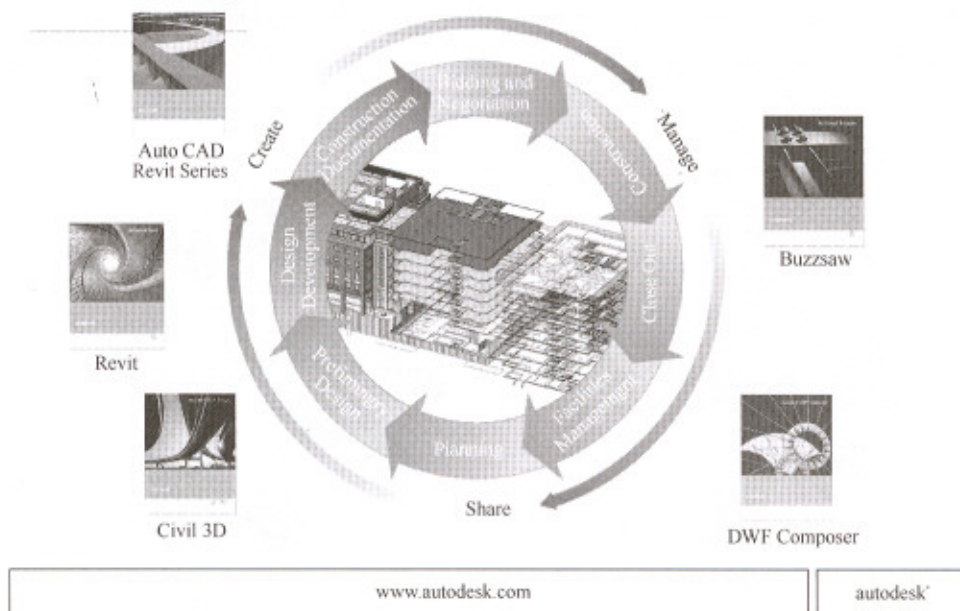 Auto CAD
Revit Series
Revit
Civil 3D
Create
Manage
Share
Bidding and
Negotiation
Construction
Close Out
Facilities
Management
Planning
Preliminary
Design
Design
Development
Construction
Documentation
Buzzsaw
DWF Composer
www.autodesk.com
autodesk*